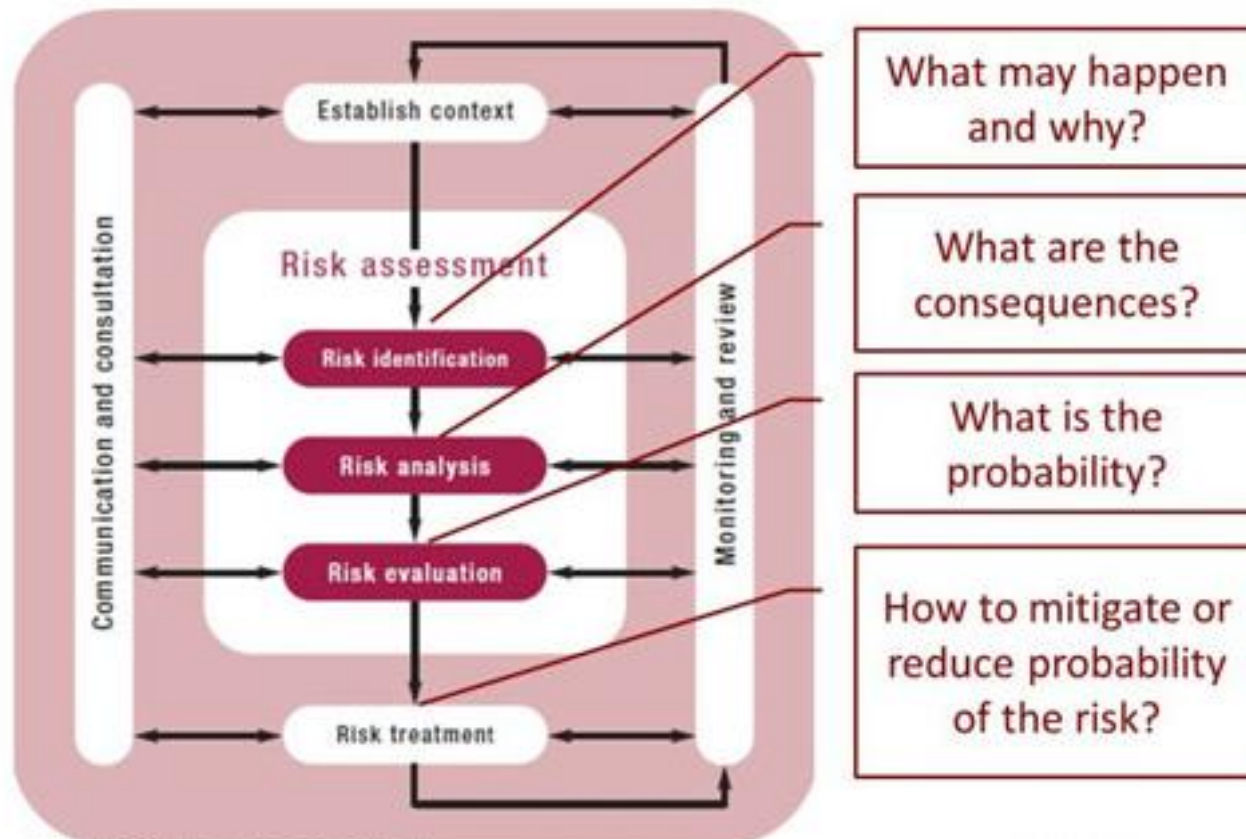 Establish context
Risk assessment
Risk identification
Risk analysis
Risk evaluation
Risk treatment
Communication and consultation
Monitoring and review
What may happen
and why?
What are the
consequences?
What is the
probability?
How to mitigate or
reduce probability
of the risk?